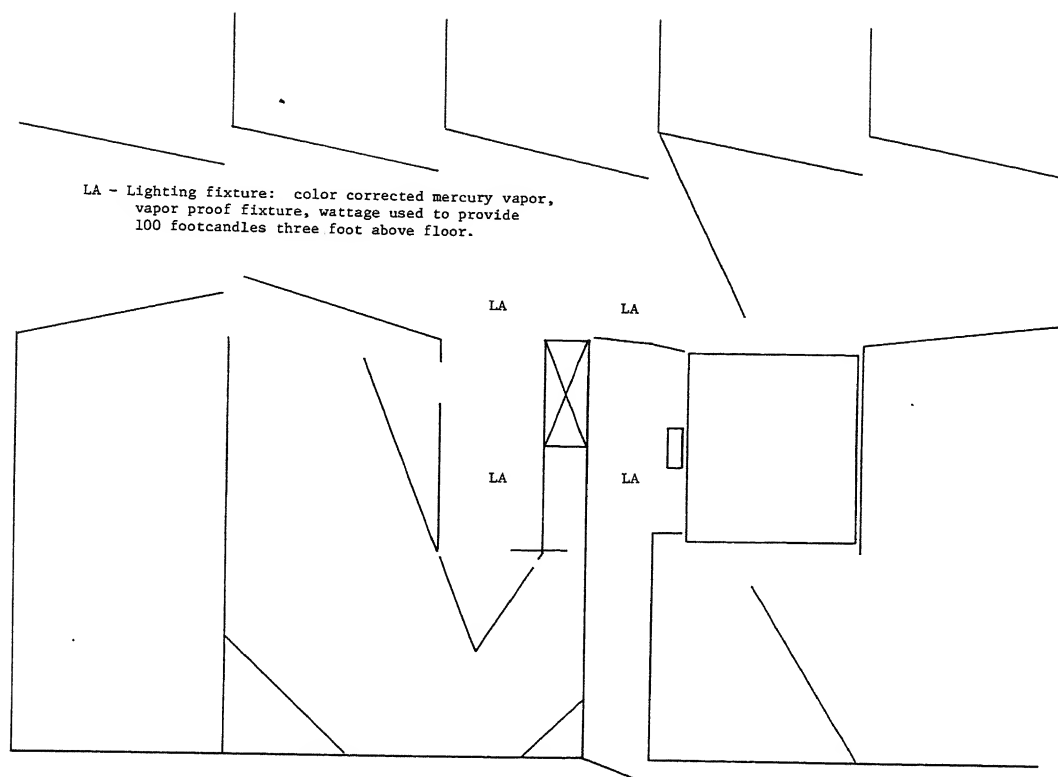 LA - Lighting fixture: color corrected mercury vapor,
vapor proof fixture, wattage used to provide
100 footcandles three foot above floor.
LA LA
LA LA